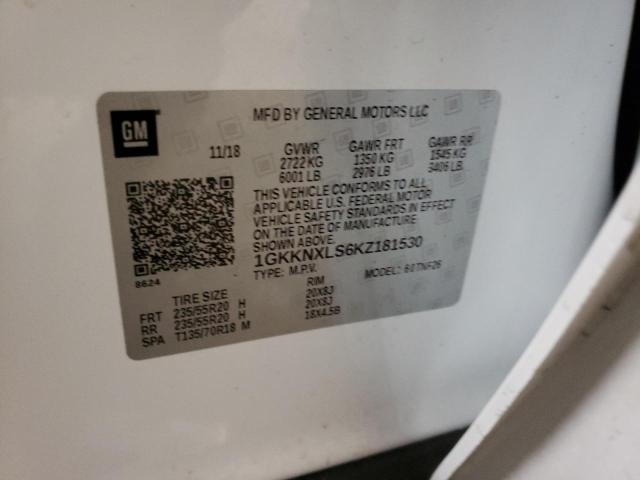 GM
MFD BY GENERAL MOTORS LLC
11/18
GVWR GAWR FRT GAWR RR
2722 KG 1350 KG 1545 KG
6001 LB 2976 LB 3406 LB
THIS VEHICLE CONFORMS TO ALL
APPLICABLE U.S. FEDERAL MOTOR
VEHICLE SAFETY STANDARDS IN EFFECT
ON THE DATE OF MANUFACTURE
SHOWN ABOVE.
1GKKNXLS6KZ181530
TYPE: M.P.V. MODEL: 60TNF26
8624
TIRE SIZE RIM
FRT 235/55R20 H 20X8J
RR 235/55R20 H 20X8J
SPA T135/70R18 M 18X4.5B